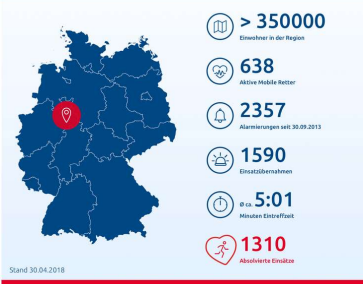 > 350000
Einwohner in der Region
638
Aktive Mobile Retter
2357
Alarmierungen seit 30.09.2013
1590
Einsatzübernahmen
Ø ca. 5:01
Minuten Eintreffzeit
1310
Absolvierte Einsätze
Stand 30.04.2018